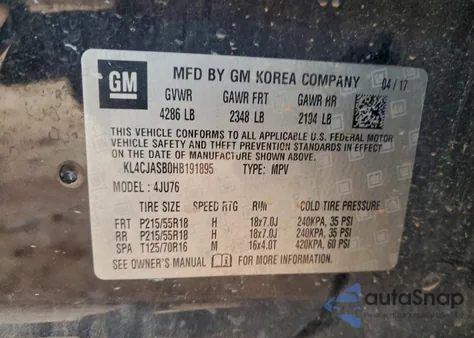 GM
MFD BY GM KOREA COMPANY 04/17
GVWR GAWR FRT GAWR RR
4286 LB 2348 LB 2194 LB
THIS VEHICLE CONFORMS TO ALL APPLICABLE U.S. FEDERAL MOTOR
VEHICLE SAFETY BUMPER, AND THEFT PREVENTION STANDARDS IN EFFECT
ON THE DATE OF MANUFACTURE SHOWN ABOVE.
KL4CJASB0HB191895 TYPE: MPV
MODEL: 4JU76
TIRE SIZE SPEED RTG RIM COLD TIRE PRESSURE
FRT P215/55R18 H 18x7.0J 240KPA, 35 PSI
RR P215/55R18 H 18x7.0J 240KPA, 35 PSI
SPA T125/70R16 M 16x4.0T 420KPA, 60 PSI
SEE OWNER'S MANUAL FOR MORE INFORMATION
autoSnap